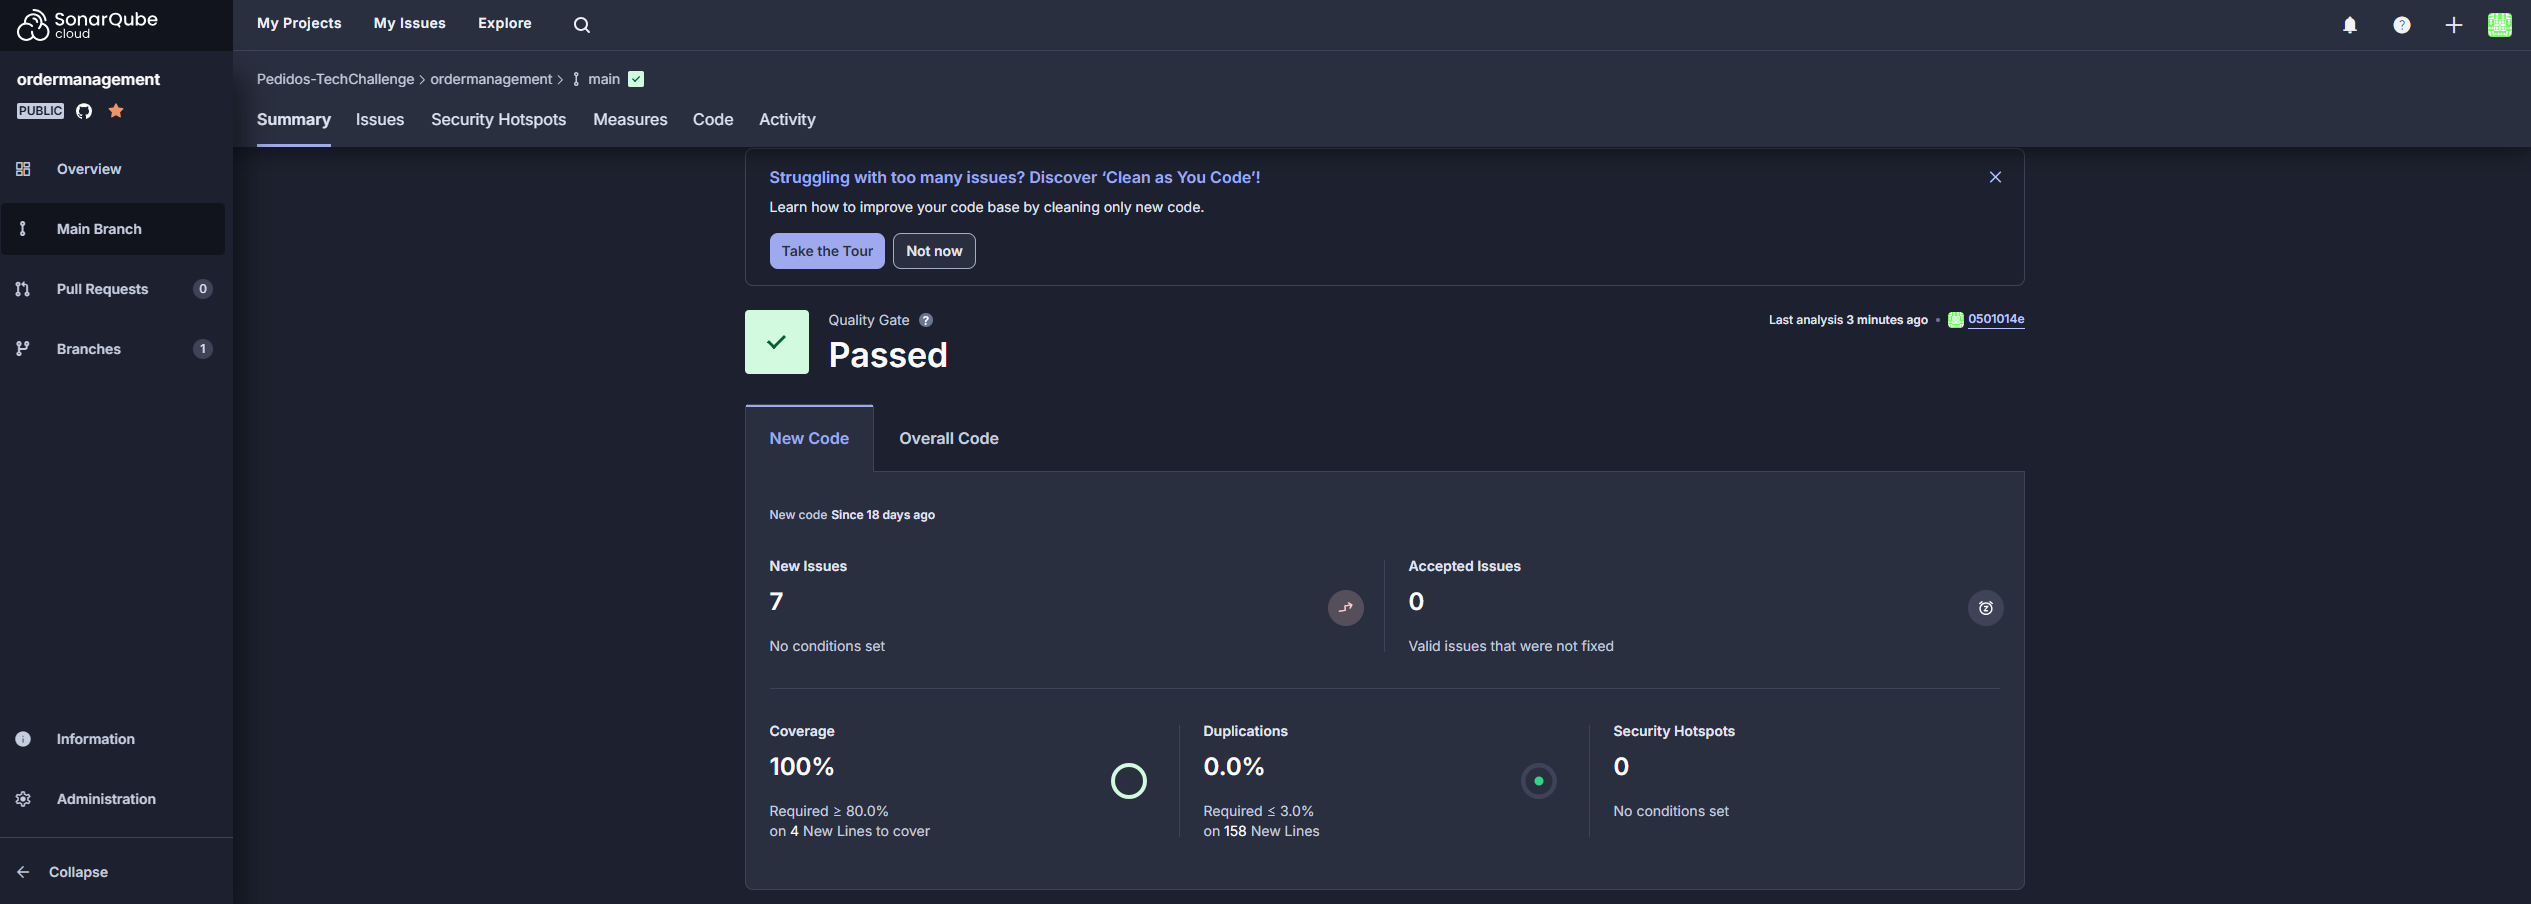 SonarQube
cloud
My Projects
My Issues
Explore
ordermanagement
PUBLIC
Overview
Main Branch
Pull Requests 0
Branches 1
Information
Administration
Collapse
Pedidos-TechChallenge > ordermanagement > main
Summary
Issues
Security Hotspots
Measures
Code
Activity
Struggling with too many issues? Discover ‘Clean as You Code’!
Learn how to improve your code base by cleaning only new code.
Take the Tour
Not now
Quality Gate ?
Passed
Last analysis 3 minutes ago • 0501014e
New Code
Overall Code
New code Since 18 days ago
New Issues
7
No conditions set
Accepted Issues
0
Valid issues that were not fixed
Coverage
100%
Required ≥ 80.0%
on 4 New Lines to cover
Duplications
0.0%
Required ≤ 3.0%
on 158 New Lines
Security Hotspots
0
No conditions set